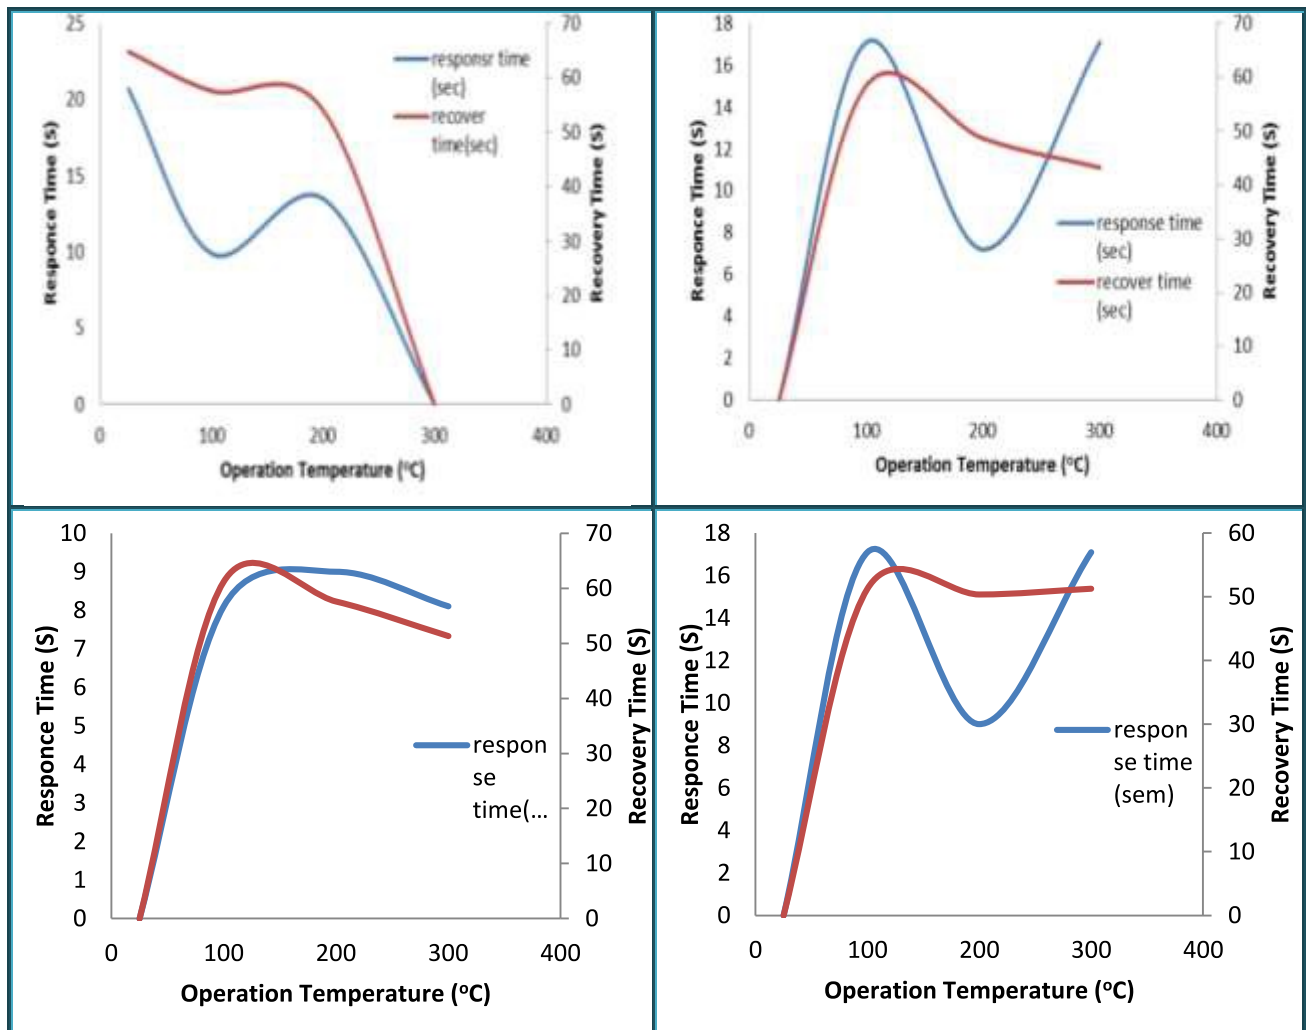 25
20
15
10
5
0
70
60
50
40
30
20
10
0
Responce Time (S)
Recovery Time (S)
responsr time
(sec)
recover
time(sec)
0 100 200 300 400
Operation Temperature (ºC)
18
16
14
12
10
8
6
4
2
0
70
60
50
40
30
20
10
0
Responce Time (S)
Recovery Time (S)
response time
(sec)
recover time
(sec)
0 100 200 300 400
Operation Temperature (ºC)
10
9
8
7
6
5
4
3
2
1
0
70
60
50
40
30
20
10
0
Responce Time (S)
Recovery Time (S)
respon
se
time(...
0 100 200 300 400
Operation Temperature (ºC)
18
16
14
12
10
8
6
4
2
0
60
50
40
30
20
10
0
Responce Time (S)
Recovery Time (S)
respon
se time
(sem)
0 100 200 300 400
Operation Temperature (ºC)